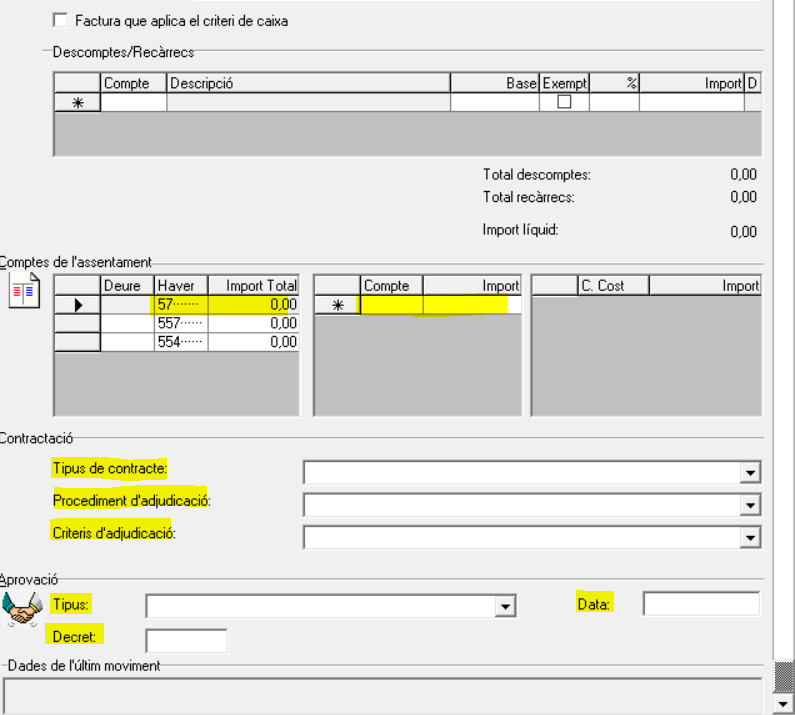 Factura que aplica el criteri de caixa
Descomptes/Recàrrecs
Compte Descripció Base Exempt % Import D
Total descomptes: 0,00
Total recàrrecs: 0,00
Import líquid: 0,00
Comptes de l'assentament
Deure Haver Import Total Compte Import C. Cost Import
57······· 0,00
557······ 0,00
554······ 0,00
Contractació
Tipus de contracte:
Procediment d'adjudicació:
Criteris d'adjudicació:
Aprovació
Tipus: Data:
Decret:
Dades de l'últim moviment